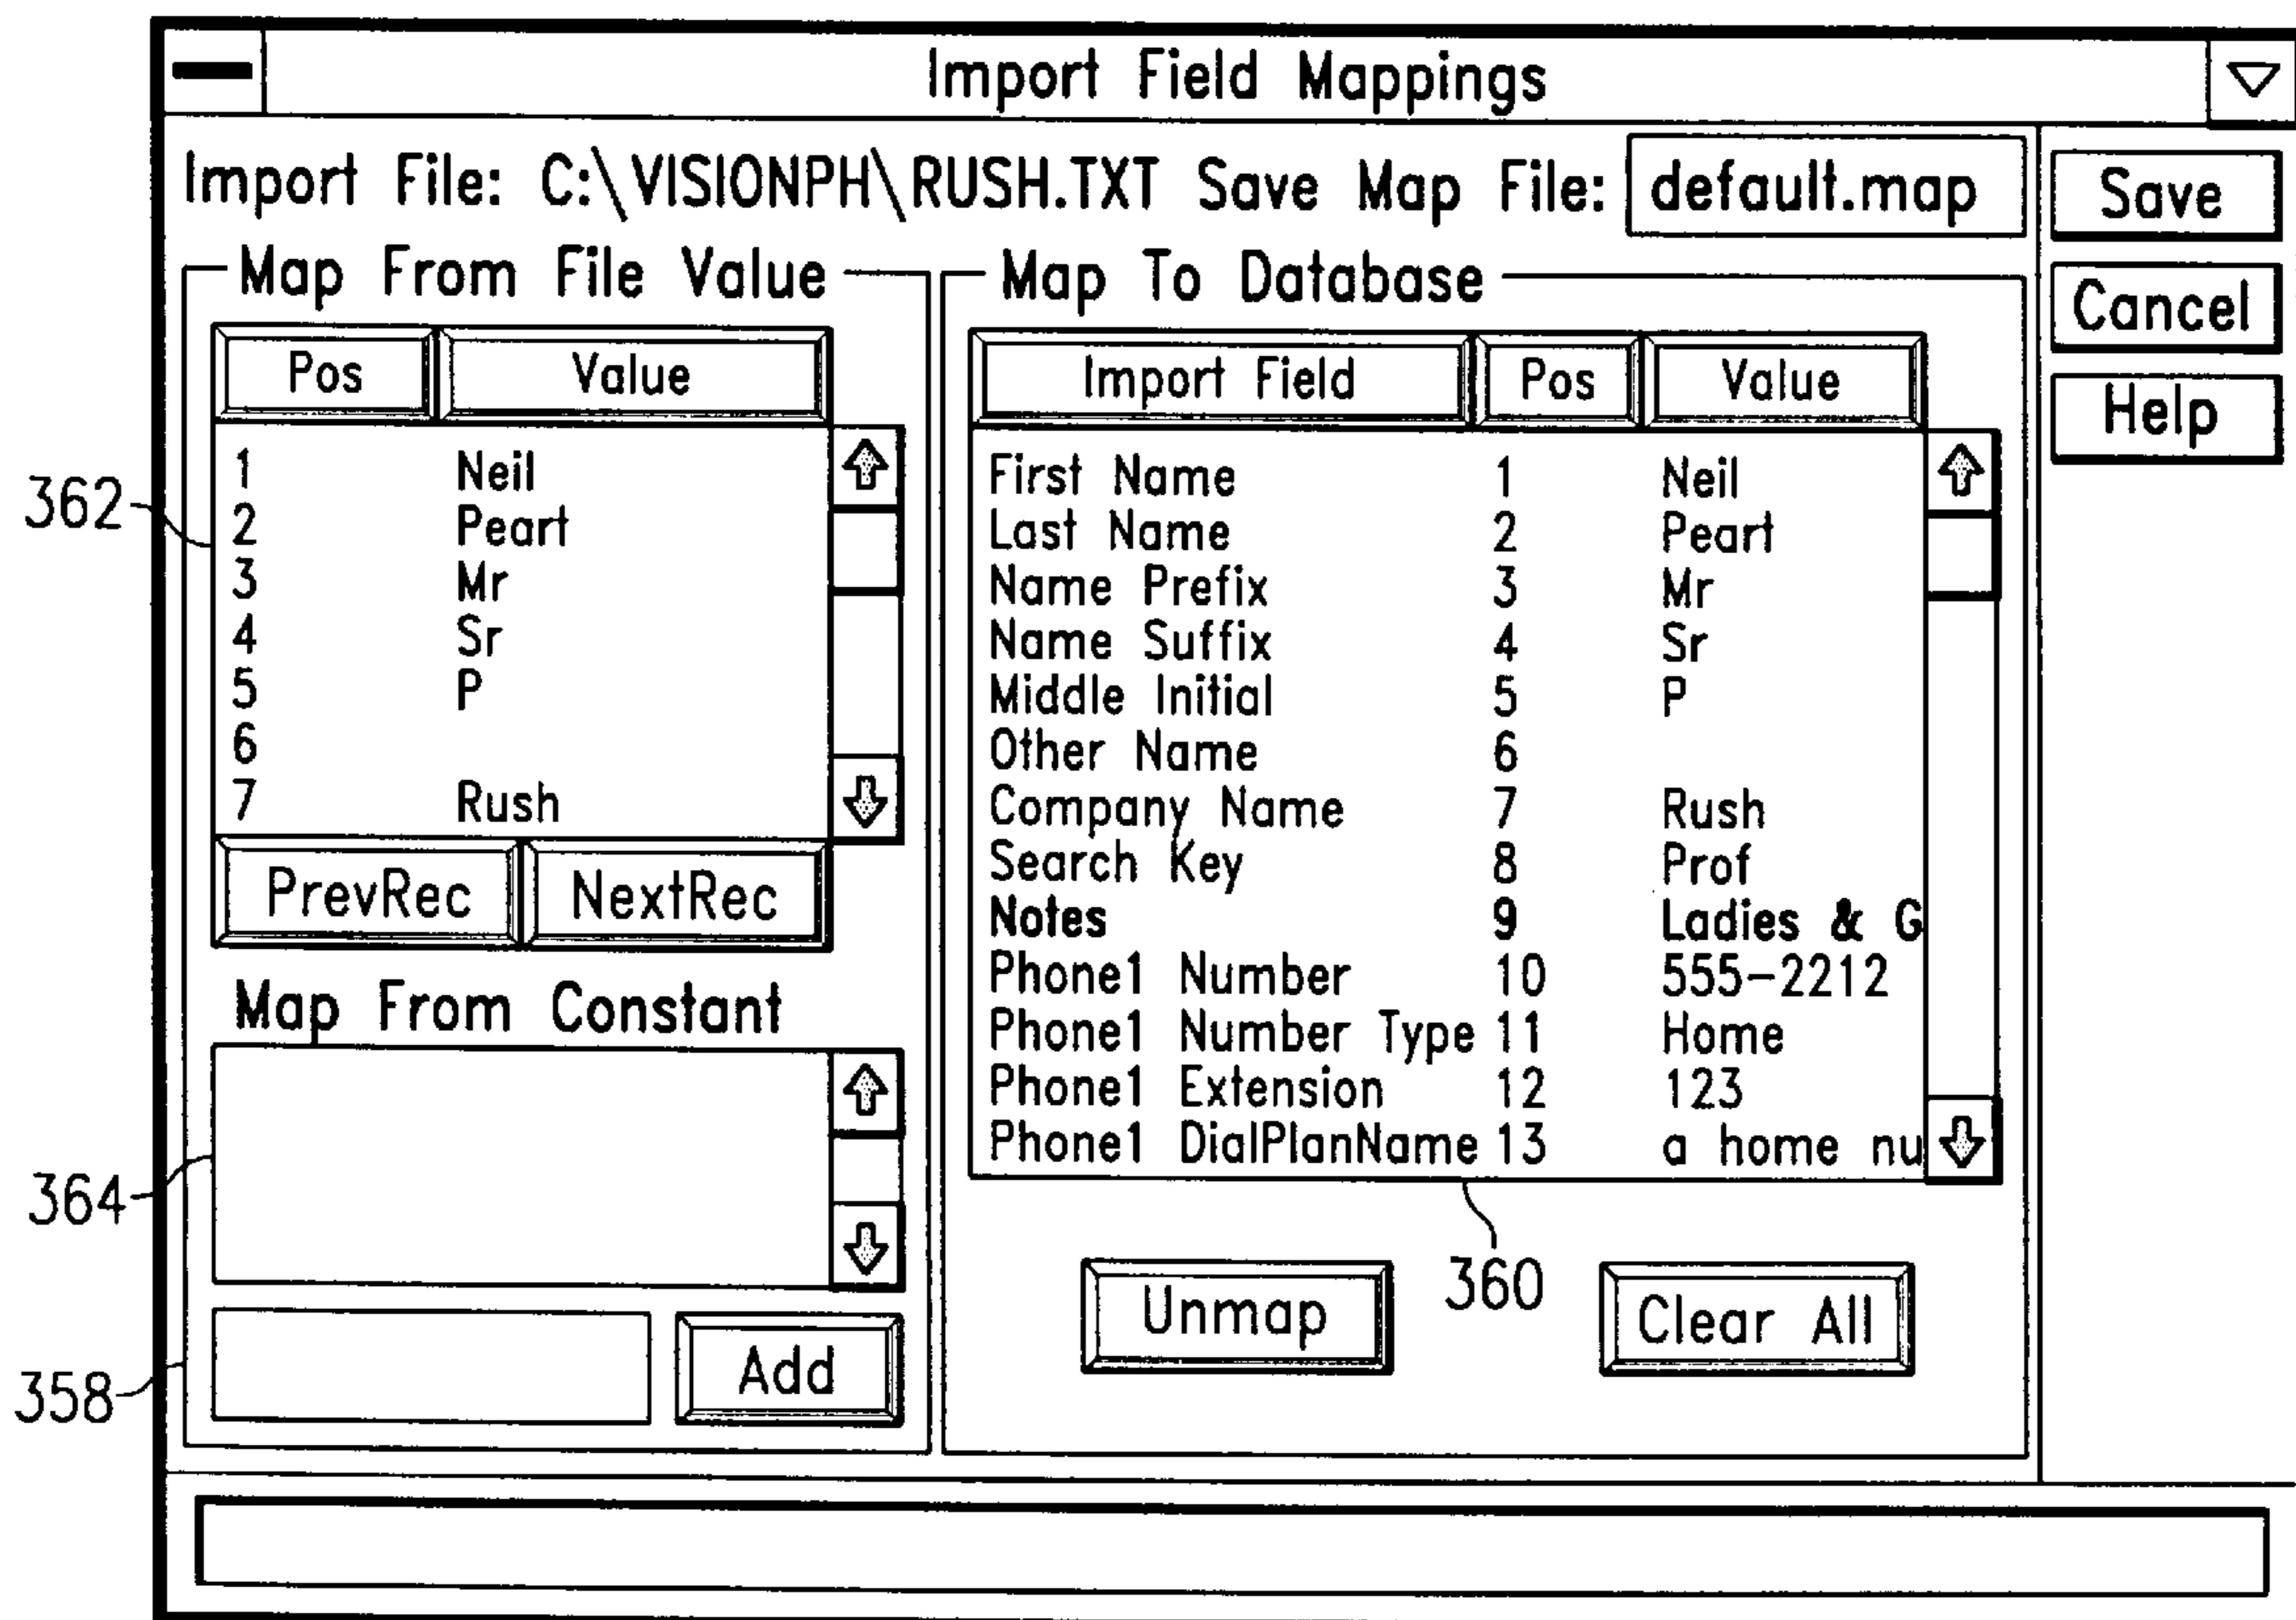 Import Field Mappings
Import File: C:\VISIONPH\RUSH.TXT Save Map File: default.map
Save
Cancel
Help
Map From File Value
Pos Value
1 Neil
2 Peart
3 Mr
4 Sr
5 P
6
7 Rush
PrevRec NextRec
Map From Constant
Add
Map To Database
Import Field Pos Value
First Name 1 Neil
Last Name 2 Peart
Name Prefix 3 Mr
Name Suffix 4 Sr
Middle Initial 5 P
Other Name 6
Company Name 7 Rush
Search Key 8 Prof
Notes 9 Ladies & G
Phone1 Number 10 555-2212
Phone1 Number Type 11 Home
Phone1 Extension 12 123
Phone1 DialPlanName 13 a home nu
Unmap Clear All
362
364
358
360